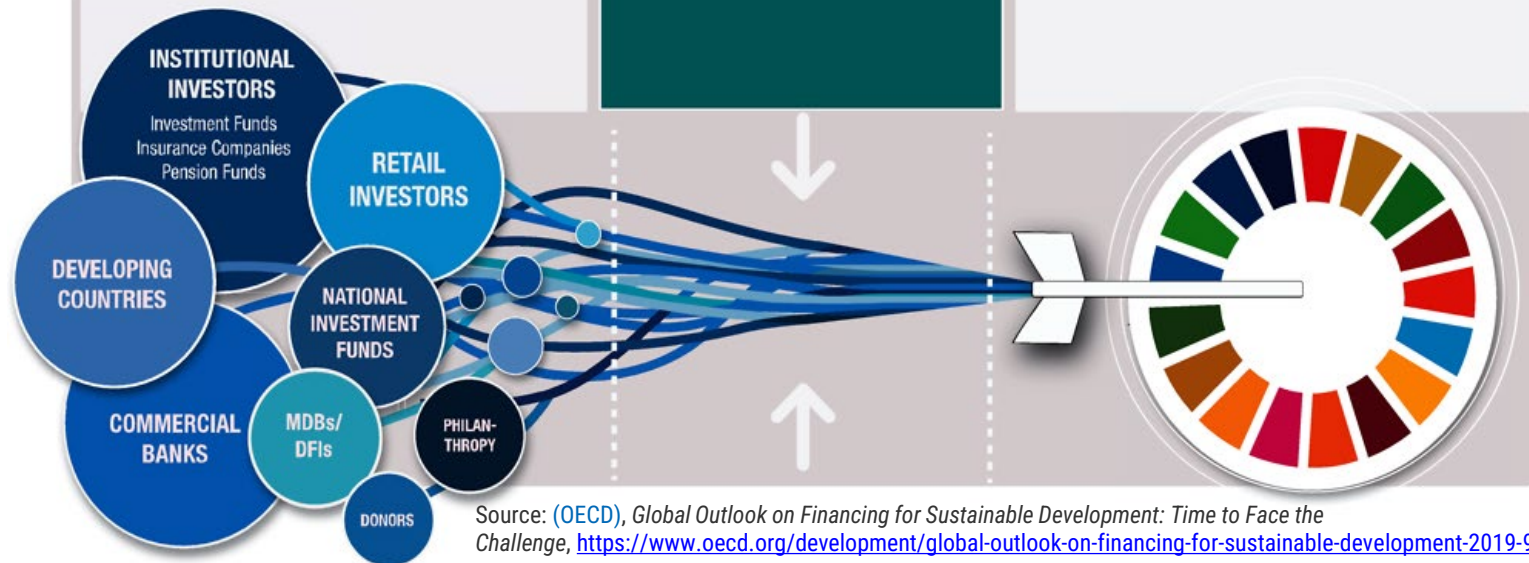 INSTITUTIONAL
INVESTORS
Investment Funds
Insurance Companies
Pension Funds
RETAIL
INVESTORS
DEVELOPING
COUNTRIES
NATIONAL
INVESTMENT
FUNDS
COMMERCIAL
BANKS
MDBs/
DFIs
PHILAN-
THROPY
DONORS
Source: (OECD), Global Outlook on Financing for Sustainable Development: Time to Face the
Challenge, https://www.oecd.org/development/global-outlook-on-financing-for-sustainable-development-2019-9